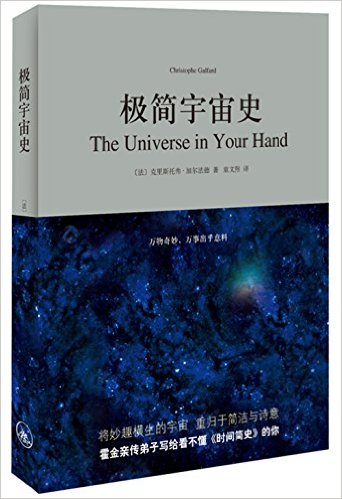 Christophe Galfard
极简宇宙史
The Universe in Your Hand
〔法〕克里斯托弗·加尔法德 著 童文煦 译
万物奇妙，万事出乎意料
将妙趣横生的宇宙 重归于简洁与诗意
霍金亲传弟子写给看不懂《时间简史》的你
极简宇宙史
〔法〕